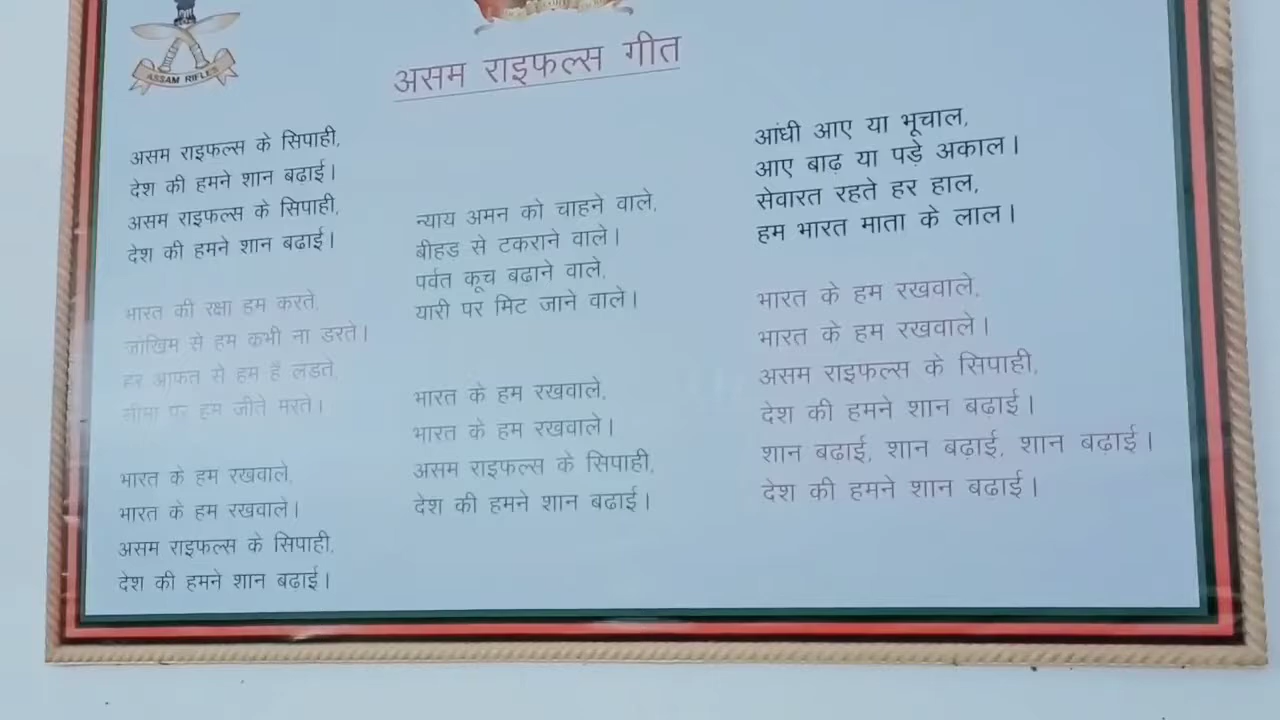 ASSAM RIFLES
असम राइफल्स गीत
असम राइफल्स के सिपाही,
देश की हमने शान बढ़ाई।
असम राइफल्स के सिपाही,
देश की हमने शान बढाई।
भारत की रक्षा हम करते,
जोखिम से हम कभी ना डरते।
हर आफत से हम हैं लडते,
सीमा पर हम जीते मरते।
भारत के हम रखवाले,
भारत के हम रखवाले।
असम राइफल्स के सिपाही,
देश की हमने शान बढ़ाई।
न्याय अमन को चाहने वाले,
बीहड से टकराने वाले।
पर्वत कूच बढाने वाले,
यारी पर मिट जाने वाले।
भारत के हम रखवाले,
भारत के हम रखवाले।
असम राइफल्स के सिपाही,
देश की हमने शान बढाई।
आंधी आए या भूचाल,
आए बाढ़ या पड़े अकाल।
सेवारत रहते हर हाल,
हम भारत माता के लाल।
भारत के हम रखवाले,
भारत के हम रखवाले।
असम राइफल्स के सिपाही,
देश की हमने शान बढ़ाई।
शान बढाई, शान बढ़ाई, शान बढ़ाई।
देश की हमने शान बढाई।